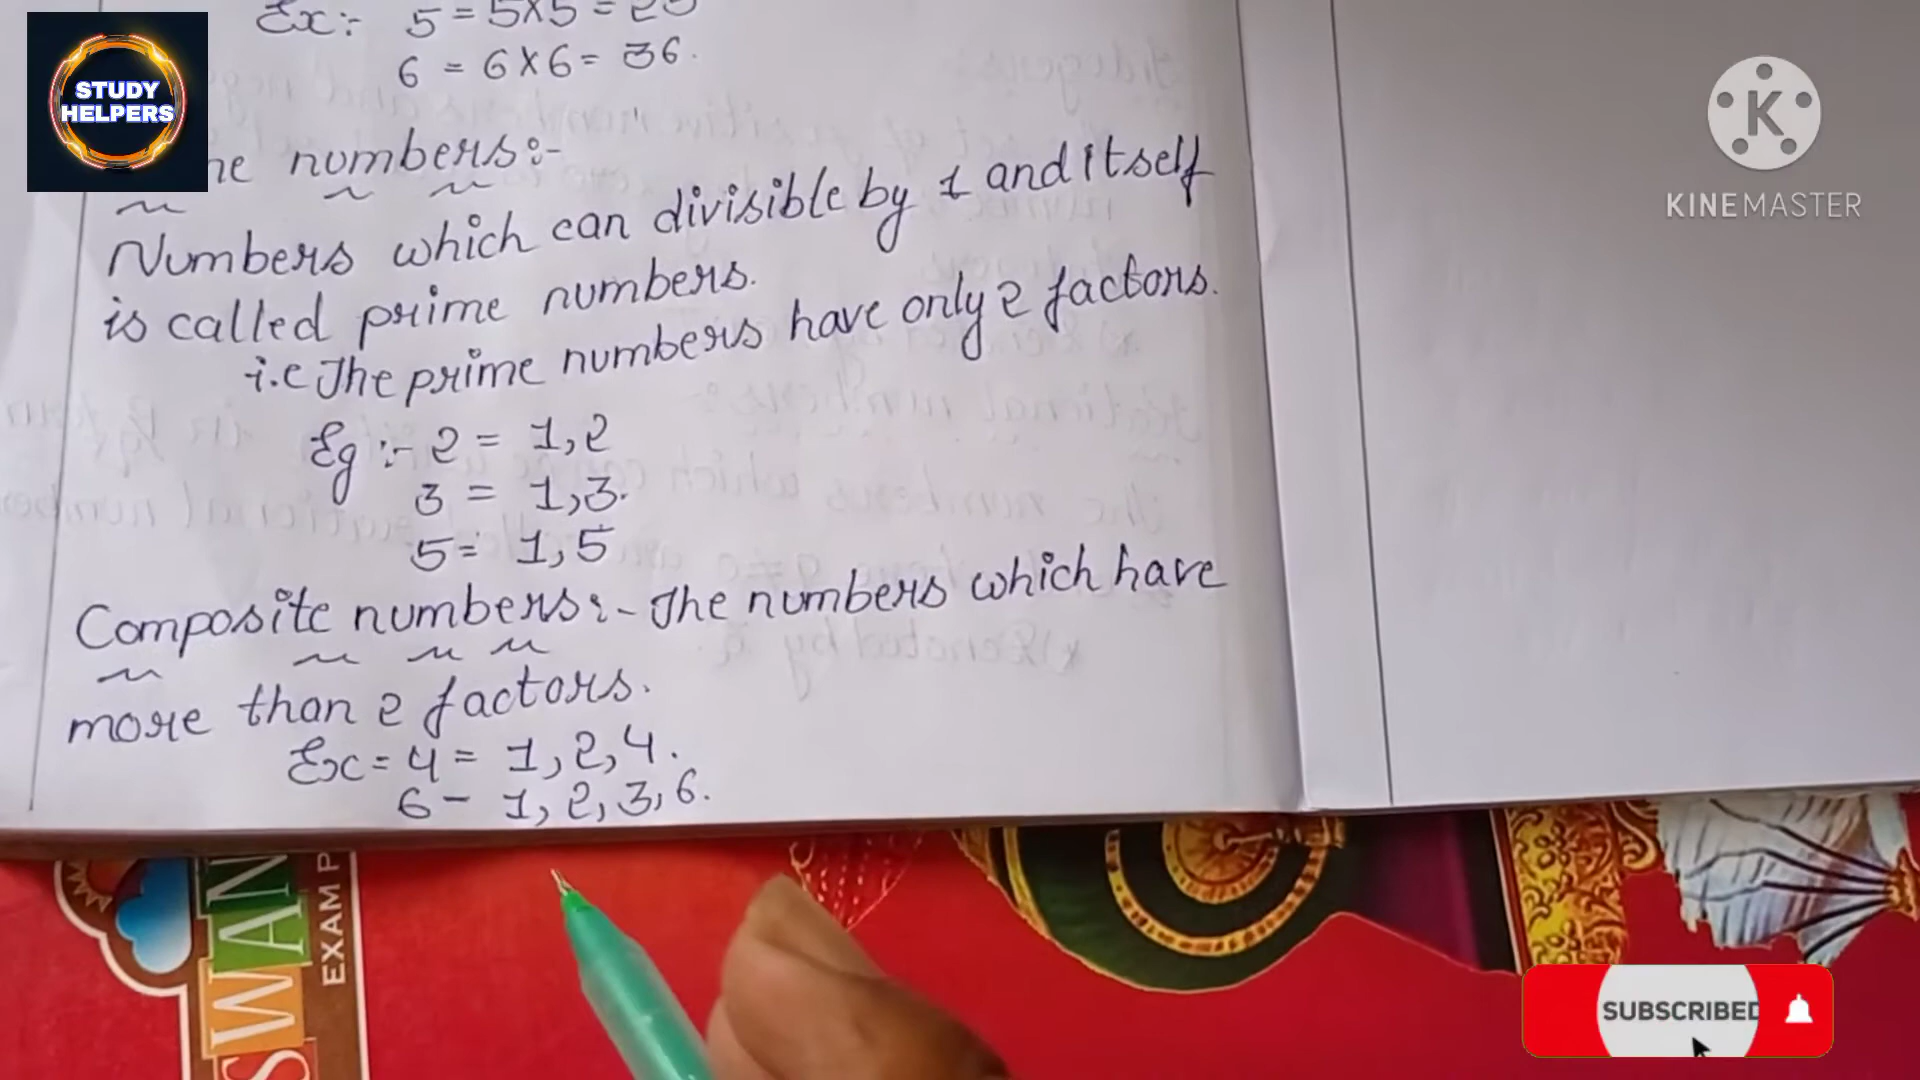 Ex:- 5 = 5x5 = 25
6 = 6x6 = 36.
STUDY
HELPERS
K
KINEMASTER
numbers:-
Numbers which can divisible by 1 and itself
is called prime numbers.
i.e The prime numbers have only 2 factors.
Eg :- 2 = 1,2
3 = 1,3.
5 = 1,5
Composite numbers:- The numbers which have
more than 2 factors.
Ex = 4 = 1,2,4.
6 - 1,2,3,6.
SWAN
EXAM P
SUBSCRIBED